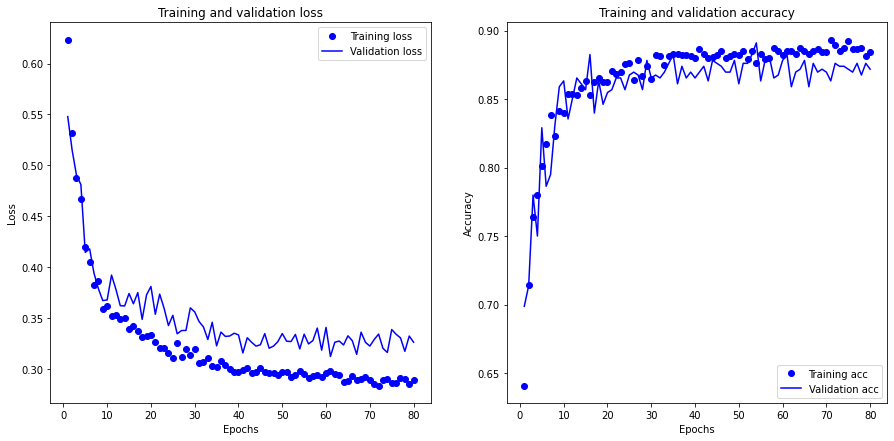 Training and validation loss
Training loss
Validation loss
0.60
0.55
0.50
0.45
0.40
0.35
0.30
Loss
0 10 20 30 40 50 60 70 80
Epochs
Training and validation accuracy
0.90
0.85
0.80
0.75
0.70
0.65
Accuracy
Training acc
Validation acc
0 10 20 30 40 50 60 70 80
Epochs